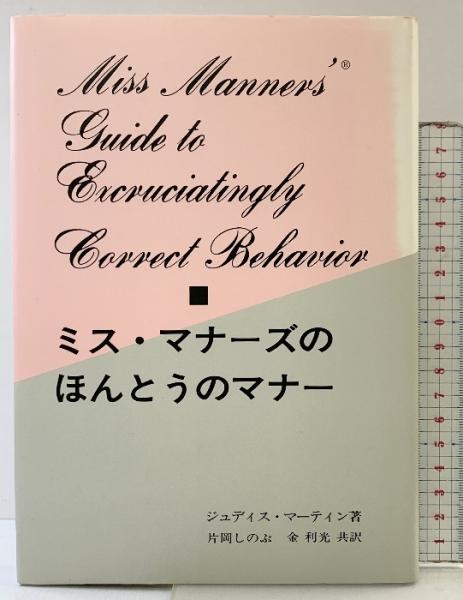 Miss Manners'®
Guide to
Excruciatingly
Correct Behavior
ミス・マナーズの
ほんとうのマナー
ジュディス・マーティン著
片岡しのぶ 金 利光 共訳